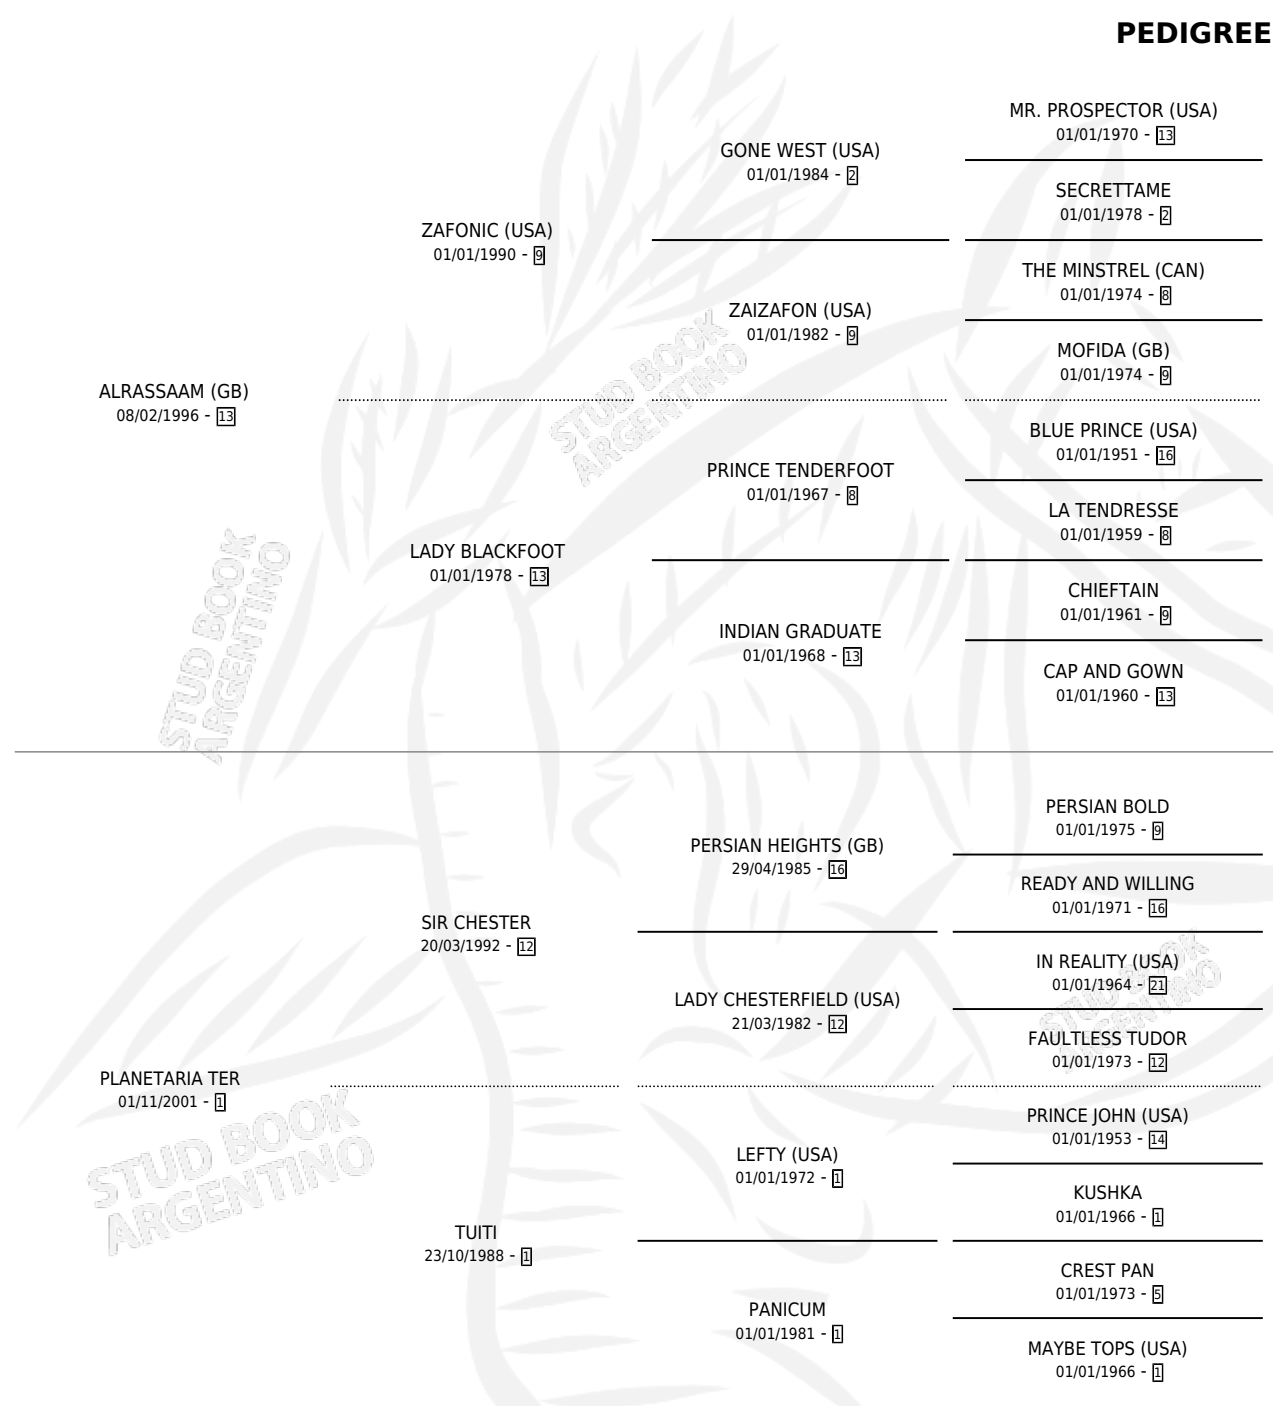 PEDIGREE
MR. PROSPECTOR (USA)
01/01/1970 - 13
GONE WEST (USA)
01/01/1984 - 2
SECRETTAME
01/01/1978 - 2
ZAFONIC (USA)
01/01/1990 - 9
THE MINSTREL (CAN)
01/01/1974 - 8
ZAIZAFON (USA)
01/01/1982 - 9
MOFIDA (GB)
01/01/1974 - 9
ALRASSAAM (GB)
08/02/1996 - 13
BLUE PRINCE (USA)
01/01/1951 - 16
PRINCE TENDERFOOT
01/01/1967 - 8
LA TENDRESSE
01/01/1959 - 8
LADY BLACKFOOT
01/01/1978 - 13
CHIEFTAIN
01/01/1961 - 9
INDIAN GRADUATE
01/01/1968 - 13
CAP AND GOWN
01/01/1960 - 13
PERSIAN BOLD
01/01/1975 - 9
PERSIAN HEIGHTS (GB)
29/04/1985 - 16
READY AND WILLING
01/01/1971 - 16
SIR CHESTER
20/03/1992 - 12
IN REALITY (USA)
01/01/1964 - 21
LADY CHESTERFIELD (USA)
21/03/1982 - 12
FAULTLESS TUDOR
01/01/1973 - 12
PLANETARIA TER
01/11/2001 - 1
PRINCE JOHN (USA)
01/01/1953 - 14
LEFTY (USA)
01/01/1972 - 1
KUSHKA
01/01/1966 - 1
TUITI
23/10/1988 - 1
CREST PAN
01/01/1973 - 5
PANICUM
01/01/1981 - 1
MAYBE TOPS (USA)
01/01/1966 - 1
STUD BOOK
ARGENTINO
STUD BOOK
ARGENTINO
STUD BOOK
ARGENTINO
STUD BOOK
ARGENTINO